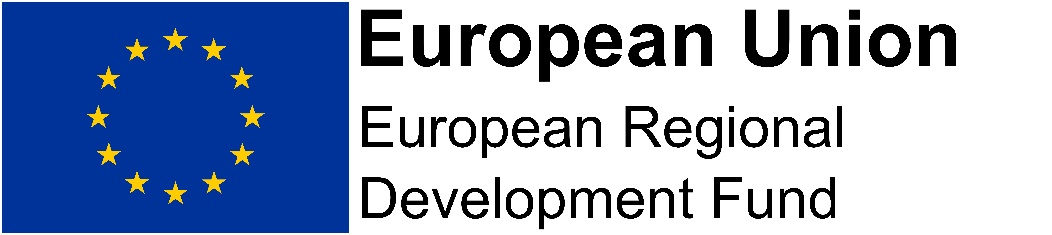 European Union
European Regional
Development Fund